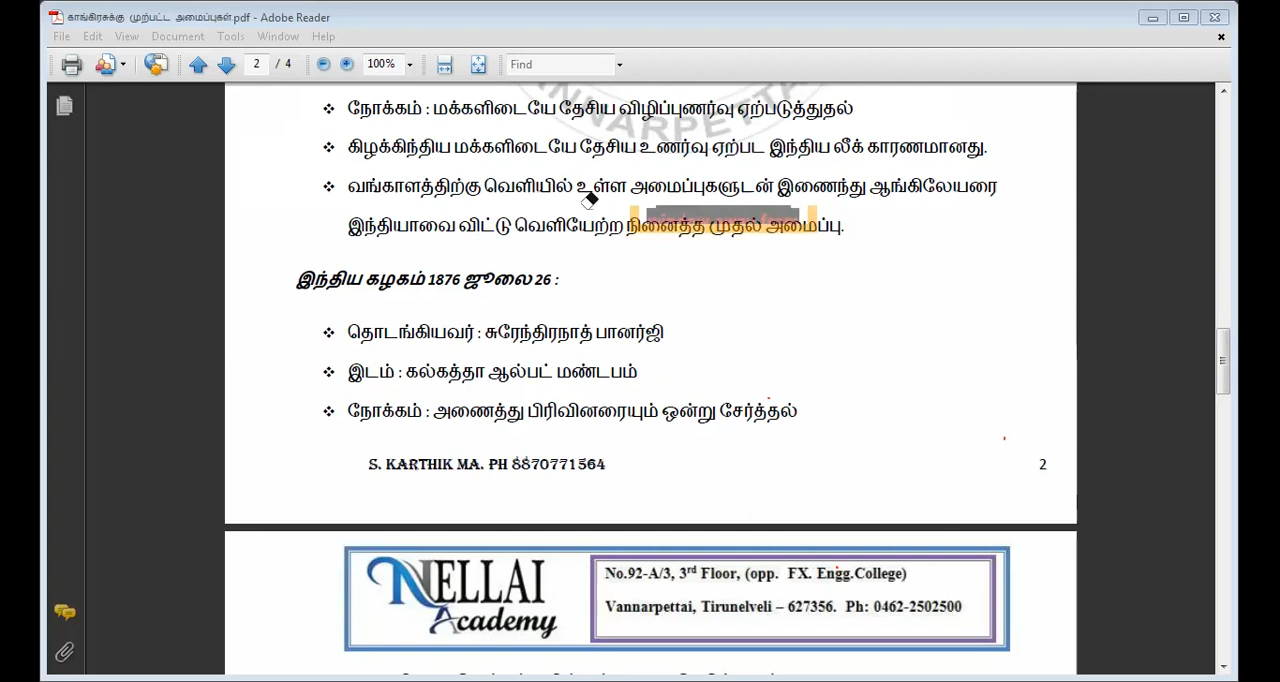 காங்கிரசுக்கு முற்பட்ட அமைப்புகள்.pdf - Adobe Reader
File Edit View Document Tools Window Help
2 / 4 100% Find
நோக்கம் : மக்களிடையே தேசிய விழிப்புணர்வு ஏற்படுத்துதல்
கிழக்கிந்திய மக்களிடையே தேசிய உணர்வு ஏற்பட இந்திய லீக் காரணமானது.
வங்காளத்திற்கு வெளியில் உள்ள அமைப்புகளுடன் இணைந்து ஆங்கிலேயரை
இந்தியாவை விட்டு வெளியேற்ற நினைத்த முதல் அமைப்பு.
இந்திய கழகம் 1876 ஜூலை 26 :
தொடங்கியவர் : சுரேந்திரநாத் பானர்ஜி
இடம் : கல்கத்தா ஆல்பட் மண்டபம்
நோக்கம் : அணைத்து பிரிவினரையும் ஒன்று சேர்த்தல்
S. KARTHIK MA. PH 8870771564 2
NELLAI
Academy
No.92-A/3, 3rd Floor, (opp. FX. Engg.College)
Vannarpettai, Tirunelveli – 627356. Ph: 0462-2502500